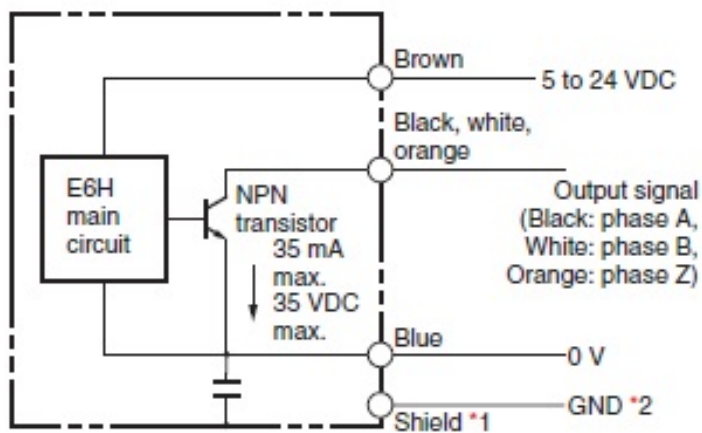 Brown
5 to 24 VDC
Black, white,
orange
E6H
main
circuit
NPN
transistor
35 mA
max.
35 VDC
max.
Output signal
(Black: phase A,
White: phase B,
Orange: phase Z)
Blue
0 V
GND *2
Shield *1